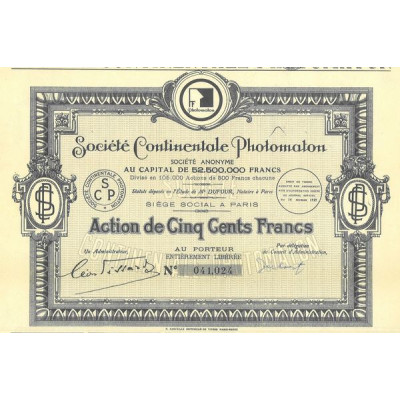 Photomaton
Société Continentale Photomaton
SOCIÉTÉ ANONYME
AU CAPITAL DE 52.500.000 FRANCS
Divisé en 105.000 Actions de 500 Francs chacune
Statuts déposés en l'Étude de Me DUFOUR, Notaire à Paris
SIÈGE SOCIAL A PARIS
S
C P
Action de Cinq Cents Francs
AU PORTEUR
ENTIÈREMENT LIBÉRÉE
Un Administrateur,
Par délégation
du Conseil d'Administration,
No 041,024